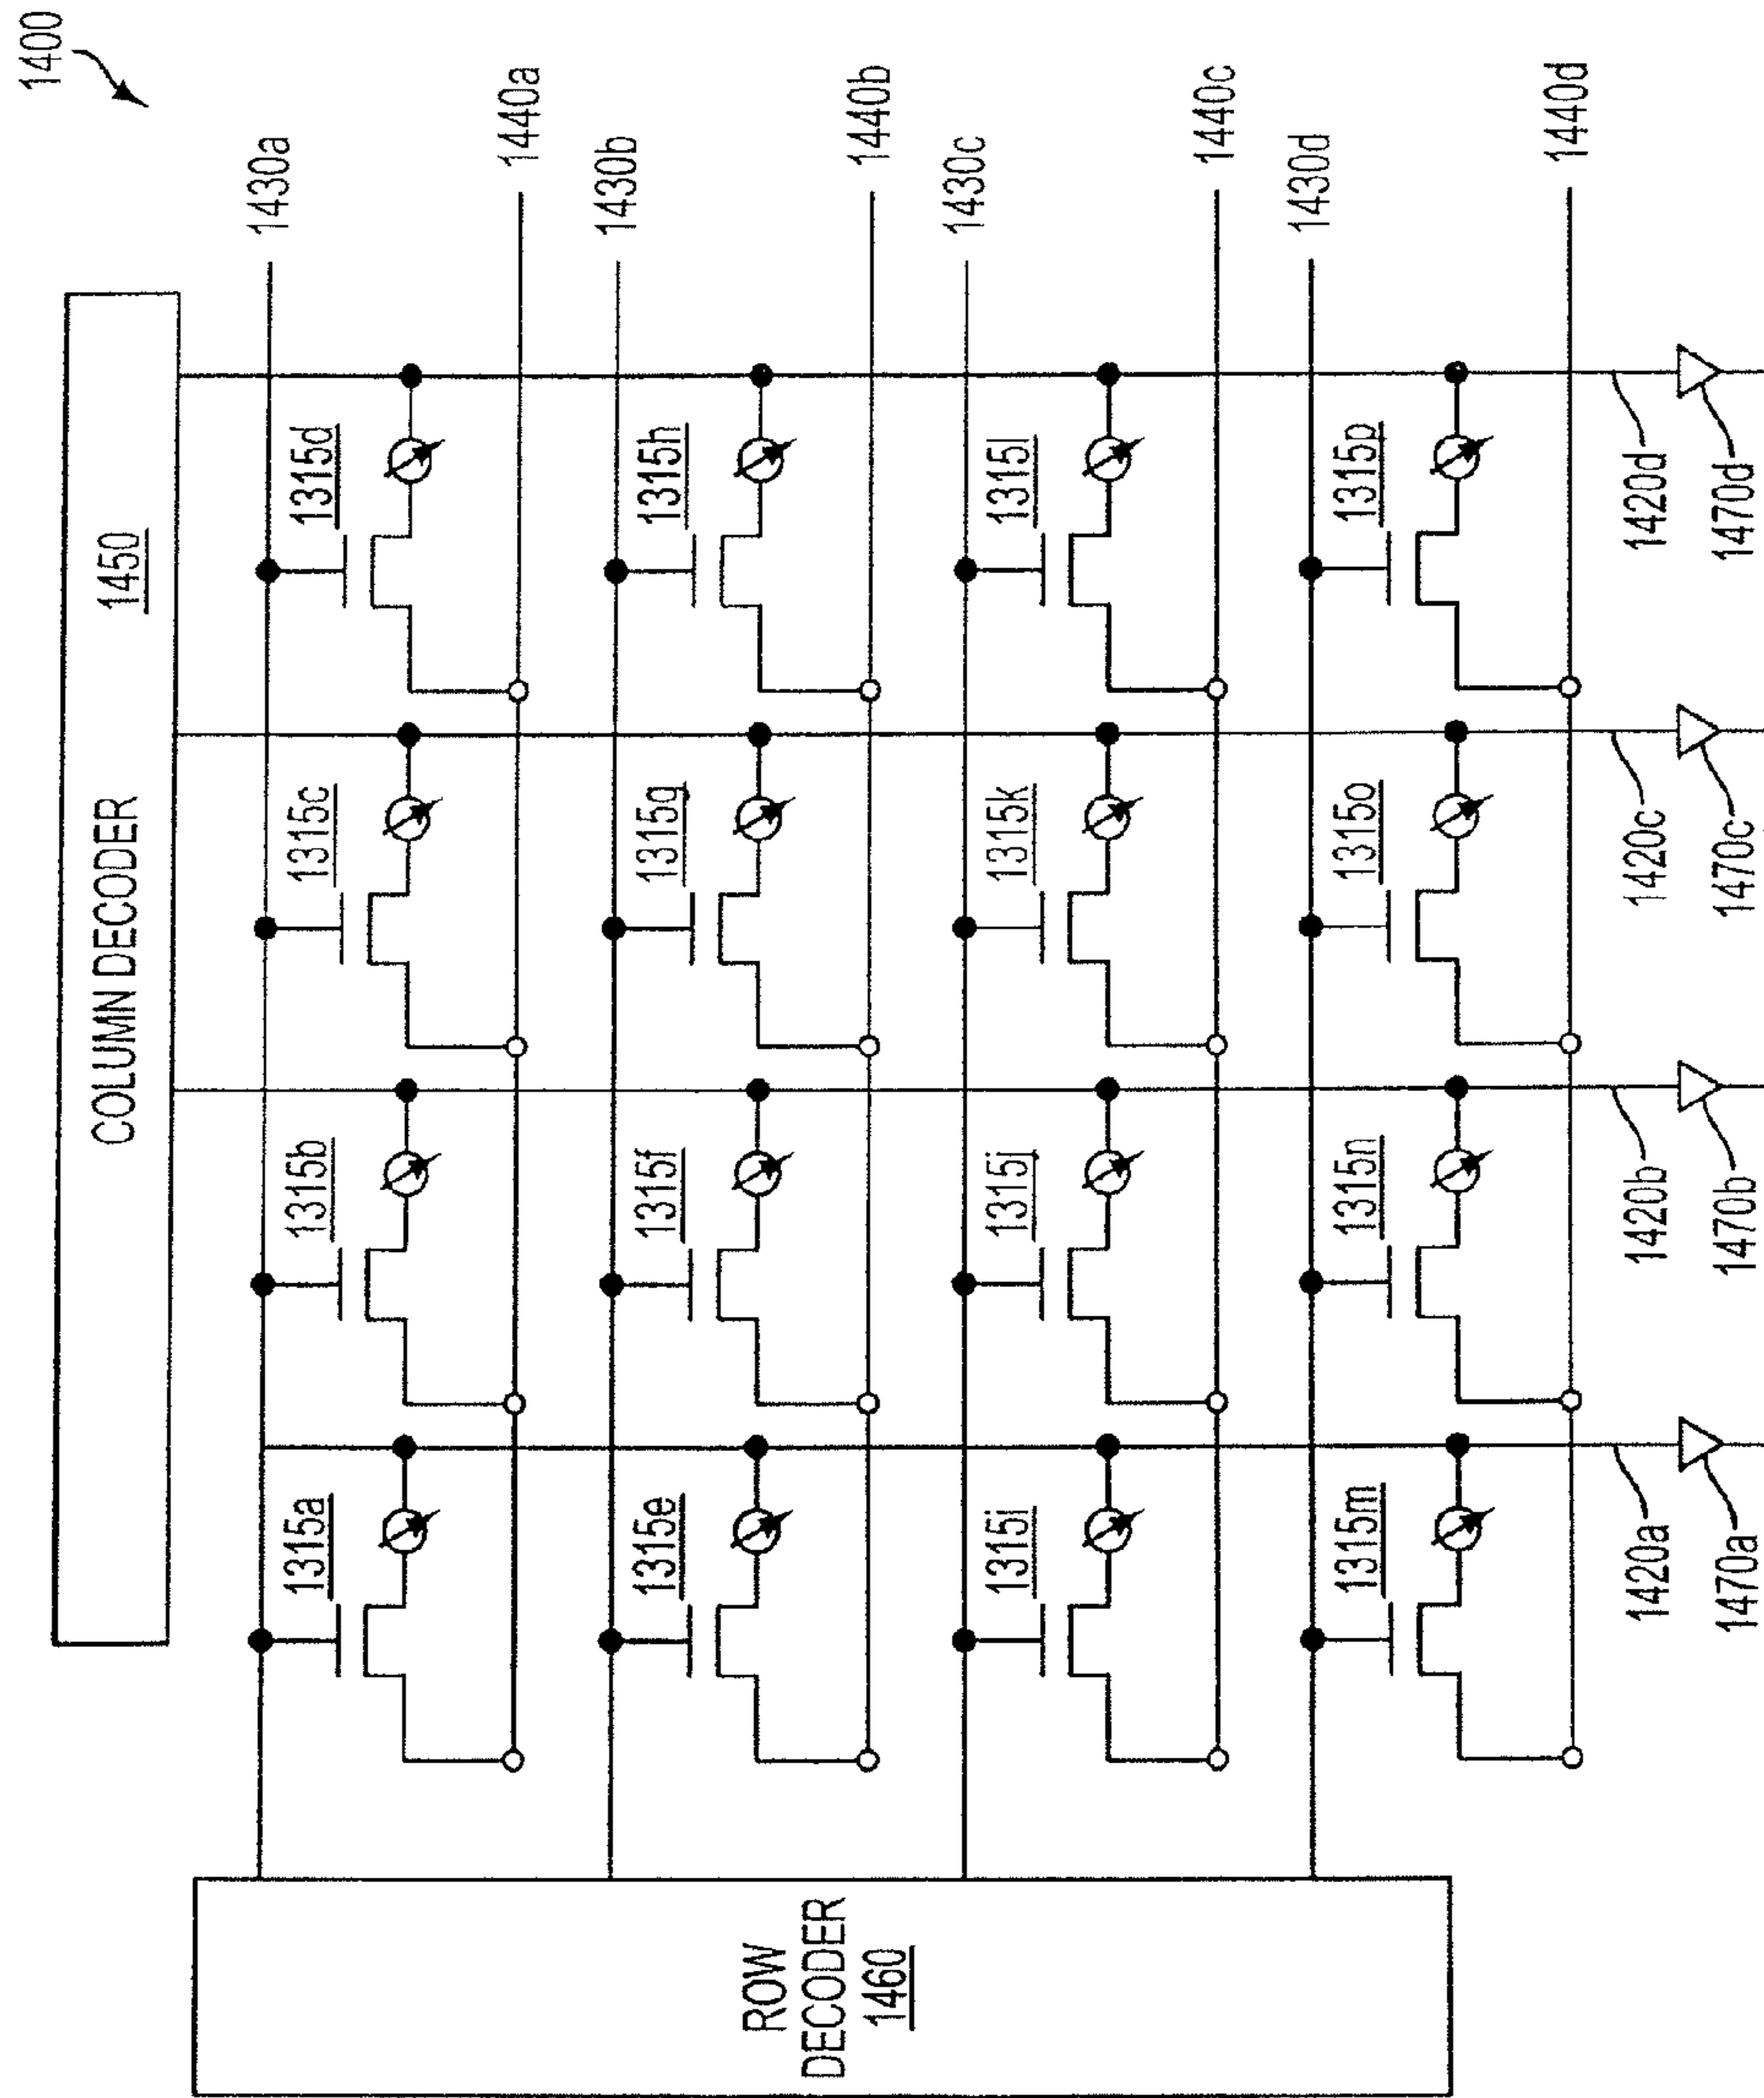 1400
COLUMN DECODER
1450
1430a
1440a
1430b
1440b
1430c
1440c
1430d
1440d
1315a
1315b
1315c
1315d
1315e
1315f
1315g
1315h
1315i
1315j
1315k
1315l
1315m
1315n
1315o
1315p
ROW
DECODER
1460
1420a
1470a
1420b
1470b
1420c
1470c
1420d
1470d